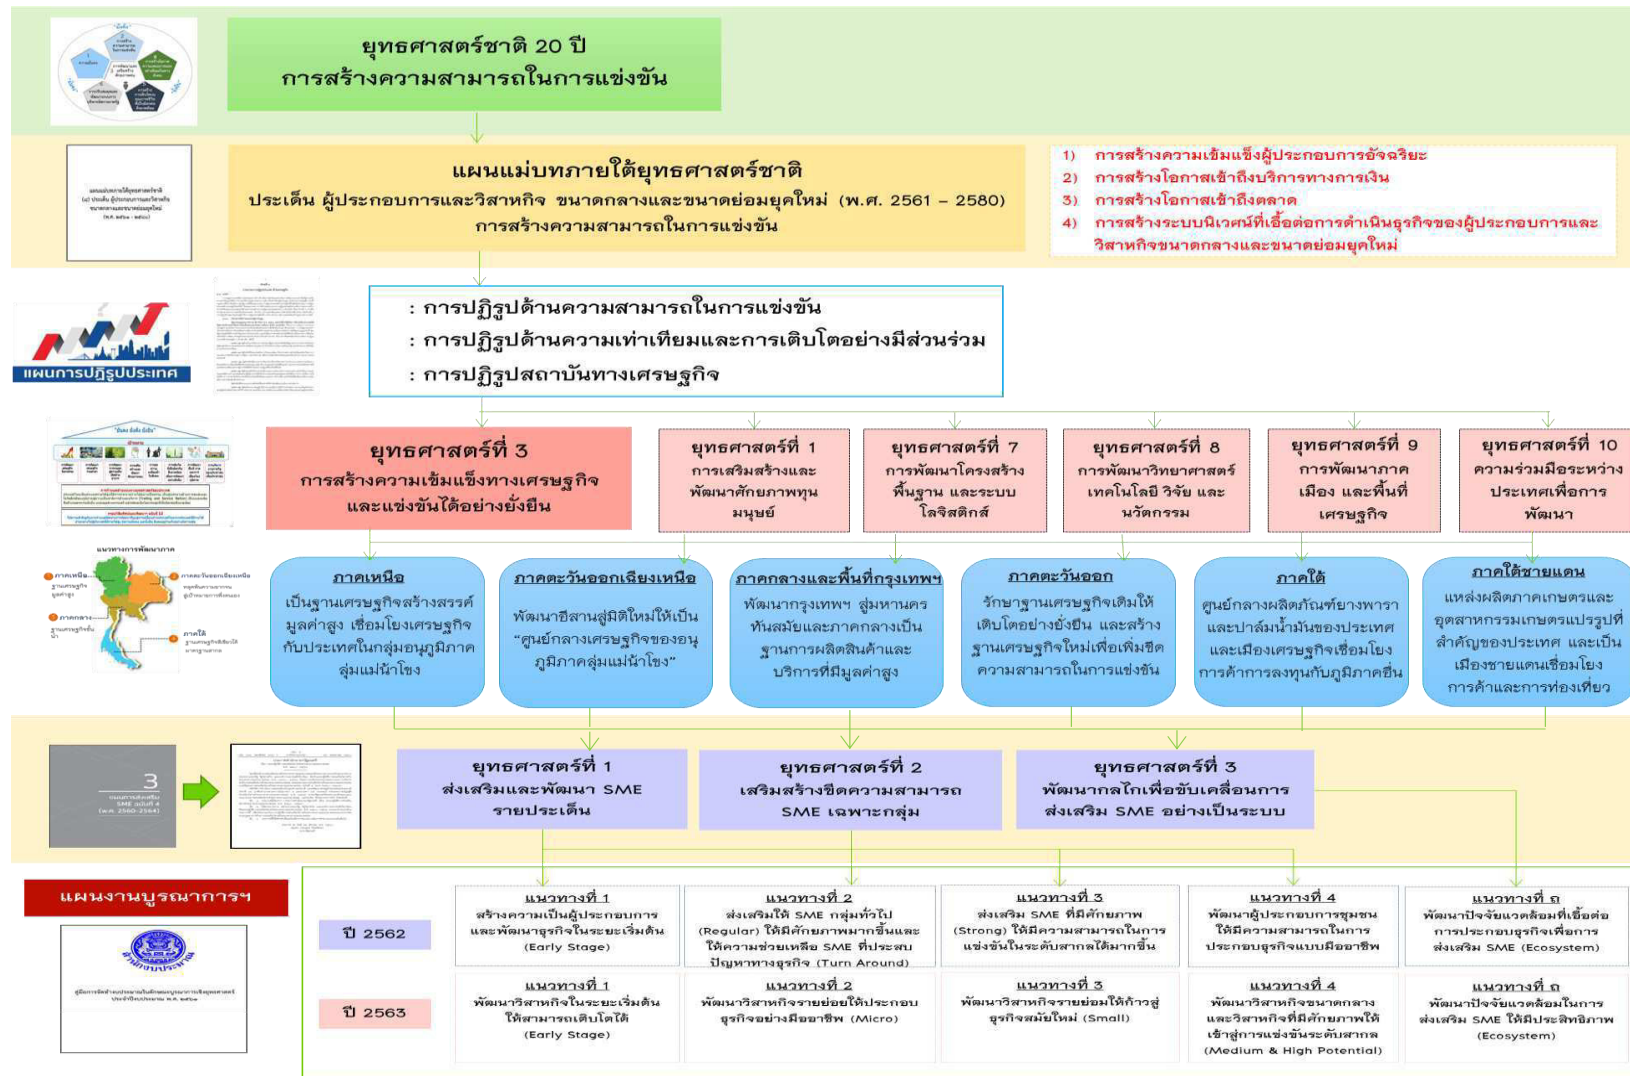 ยุทธศาสตร์ชาติ 20 ปี
การสร้างความสามารถในการแข่งขัน
แผนแม่บทภายใต้ยุทธศาสตร์ชาติ
ประเด็น ผู้ประกอบการและวิสาหกิจ ขนาดกลางและขนาดย่อมยุคใหม่ (พ.ศ. 2561 – 2580)
การสร้างความสามารถในการแข่งขัน
1) การสร้างความเข้มแข็งผู้ประกอบการอัจฉริยะ
2) การสร้างโอกาสเข้าถึงบริการทางการเงิน
3) การสร้างโอกาสเข้าถึงตลาด
4) การสร้างระบบนิเวศน์ที่เอื้อต่อการดำเนินธุรกิจของผู้ประกอบการและ
วิสาหกิจขนาดกลางและขนาดย่อมยุคใหม่
แผนการปฏิรูปประเทศ
: การปฏิรูปด้านความสามารถในการแข่งขัน
: การปฏิรูปด้านความเท่าเทียมและการเติบโตอย่างมีส่วนร่วม
: การปฏิรูปสถาบันทางเศรษฐกิจ
ยุทธศาสตร์ที่ 3
การสร้างความเข้มแข็งทางเศรษฐกิจ
และแข่งขันได้อย่างยั่งยืน
ยุทธศาสตร์ที่ 1
การเสริมสร้างและ
พัฒนาศักยภาพทุน
มนุษย์
ยุทธศาสตร์ที่ 7
การพัฒนาโครงสร้าง
พื้นฐาน และระบบ
โลจิสติกส์
ยุทธศาสตร์ที่ 8
การพัฒนาวิทยาศาสตร์
เทคโนโลยี วิจัย และ
นวัตกรรม
ยุทธศาสตร์ที่ 9
การพัฒนาภาค
เมือง และพื้นที่
เศรษฐกิจ
ยุทธศาสตร์ที่ 10
ความร่วมมือระหว่าง
ประเทศเพื่อการ
พัฒนา
แนวทางการพัฒนาภาค
ภาคเหนือ
ภาคตะวันออกเฉียงเหนือ
ภาคกลาง
ภาคใต้
ภาคเหนือ
เป็นฐานเศรษฐกิจสร้างสรรค์
มูลค่าสูง เชื่อมโยงเศรษฐกิจ
กับประเทศในกลุ่มอนุภูมิภาค
ลุ่มแม่น้ำโขง
ภาคตะวันออกเฉียงเหนือ
พัฒนาอีสานสู่มิติใหม่ให้เป็น
“ศูนย์กลางเศรษฐกิจของอนุ
ภูมิภาคลุ่มแม่น้ำโขง”
ภาคกลางและพื้นที่กรุงเทพฯ
พัฒนากรุงเทพฯ สู่มหานคร
ทันสมัยและภาคกลางเป็น
ฐานการผลิตสินค้าและ
บริการที่มีมูลค่าสูง
ภาคตะวันออก
รักษาฐานเศรษฐกิจเดิมให้
เติบโตอย่างยั่งยืน และสร้าง
ฐานเศรษฐกิจใหม่เพื่อเพิ่มขีด
ความสามารถในการแข่งขัน
ภาคใต้
ศูนย์กลางผลิตภัณฑ์ยางพารา
และปาล์มน้ำมันของประเทศ
และเมืองเศรษฐกิจเชื่อมโยง
การค้าการลงทุนกับภูมิภาคอื่น
ภาคใต้ชายแดน
แหล่งผลิตภาคเกษตรและ
อุตสาหกรรมเกษตรแปรรูปที่
สำคัญของประเทศ และเป็น
เมืองชายแดนเชื่อมโยง
การค้าและการท่องเที่ยว
3
แผนการส่งเสริม
SME ฉบับที่ 4
(พ.ศ. 2560-2564)
ยุทธศาสตร์ที่ 1
ส่งเสริมและพัฒนา SME
รายประเด็น
ยุทธศาสตร์ที่ 2
เสริมสร้างขีดความสามารถ
SME เฉพาะกลุ่ม
ยุทธศาสตร์ที่ 3
พัฒนากลไกเพื่อขับเคลื่อนการ
ส่งเสริม SME อย่างเป็นระบบ
แผนงานบูรณาการฯ
สำนักงบประมาณ
ปี 2562
แนวทางที่ 1
สร้างความเป็นผู้ประกอบการ
และพัฒนาธุรกิจในระยะเริ่มต้น
(Early Stage)
แนวทางที่ 2
ส่งเสริมให้ SME กลุ่มทั่วไป
(Regular) ให้มีศักยภาพมากขึ้นและ
ให้ความช่วยเหลือ SME ที่ประสบ
ปัญหาทางธุรกิจ (Turn Around)
แนวทางที่ 3
ส่งเสริม SME ที่มีศักยภาพ
(Strong) ให้มีความสามารถในการ
แข่งขันในระดับสากลได้มากขึ้น
แนวทางที่ 4
พัฒนาผู้ประกอบการชุมชน
ให้มีความสามารถในการ
ประกอบธุรกิจแบบมืออาชีพ
แนวทางที่ ถ
พัฒนาปัจจัยแวดล้อมที่เอื้อต่อ
การประกอบธุรกิจเพื่อการ
ส่งเสริม SME (Ecosystem)
ปี 2563
แนวทางที่ 1
พัฒนาวิสาหกิจในระยะเริ่มต้น
ให้สามารถเติบโตได้
(Early Stage)
แนวทางที่ 2
พัฒนาวิสาหกิจรายย่อยให้ประกอบ
ธุรกิจอย่างมืออาชีพ (Micro)
แนวทางที่ 3
พัฒนาวิสาหกิจรายย่อมให้ก้าวสู่
ธุรกิจสมัยใหม่ (Small)
แนวทางที่ 4
พัฒนาวิสาหกิจขนาดกลาง
และวิสาหกิจที่มีศักยภาพให้
เข้าสู่การแข่งขันระดับสากล
(Medium & High Potential)
แนวทางที่ ถ
พัฒนาปัจจัยแวดล้อมในการ
ส่งเสริม SME ให้มีประสิทธิภาพ
(Ecosystem)